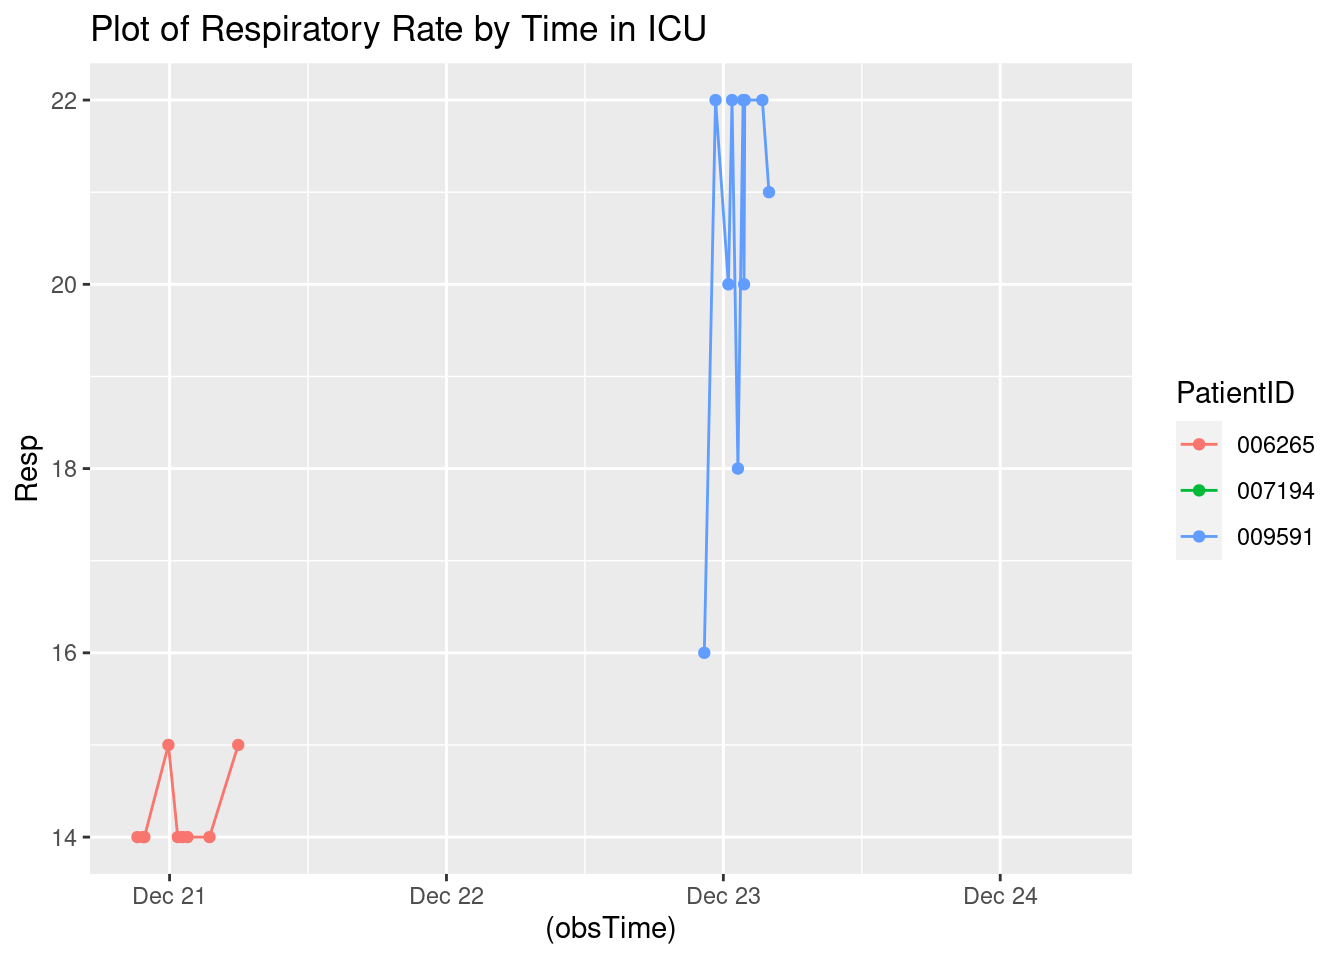 Plot of Respiratory Rate by Time in ICU
22
20
18
16
14
Resp
Dec 21
Dec 22
Dec 23
Dec 24
(obsTime)
PatientID
006265
007194
009591